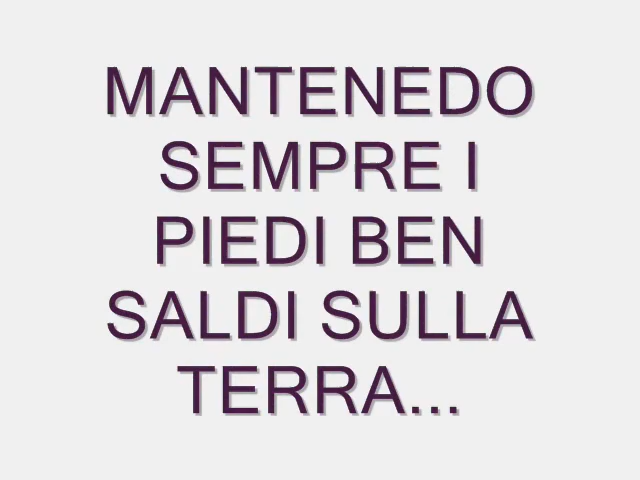 MANTENEDO
SEMPRE I
PIEDI BEN
SALDI SULLA
TERRA...